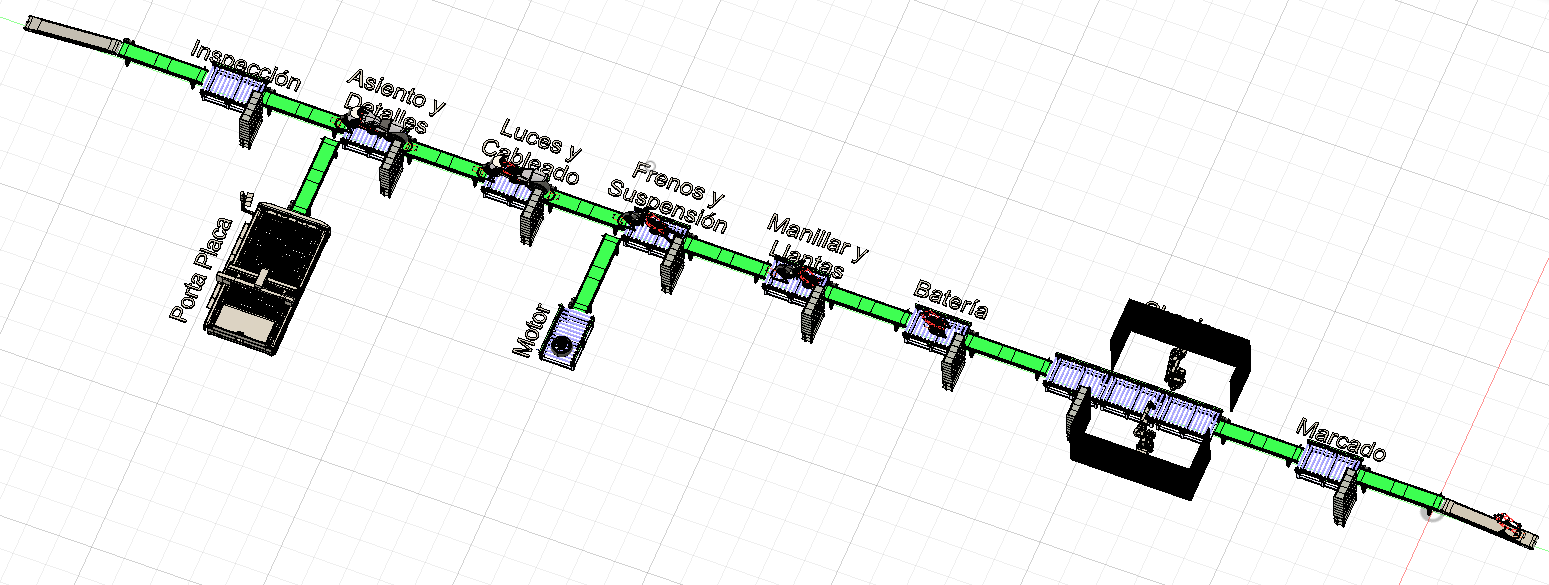 Inspección
Asiento y
Detalles
Luces y
Cableado
Frenos y
Suspensión
Manillar y
Llantas
Batería
Marcado
Porta Placa
Motor